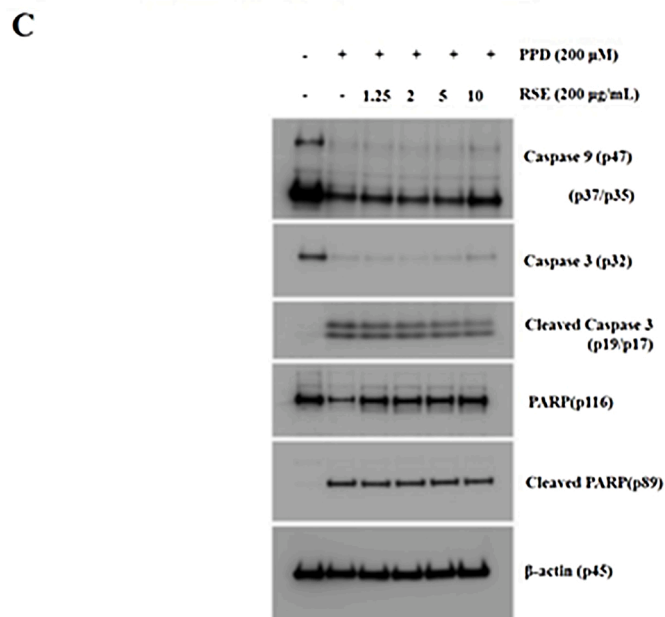 C
- + + + + + PPD (200 μM)
- - 1.25 2 5 10 RSE (200 μg/mL)
Caspase 9 (p47)
(p37/p35)
Caspase 3 (p32)
Cleaved Caspase 3
(p19/p17)
PARP(p116)
Cleaved PARP(p89)
β-actin (p45)